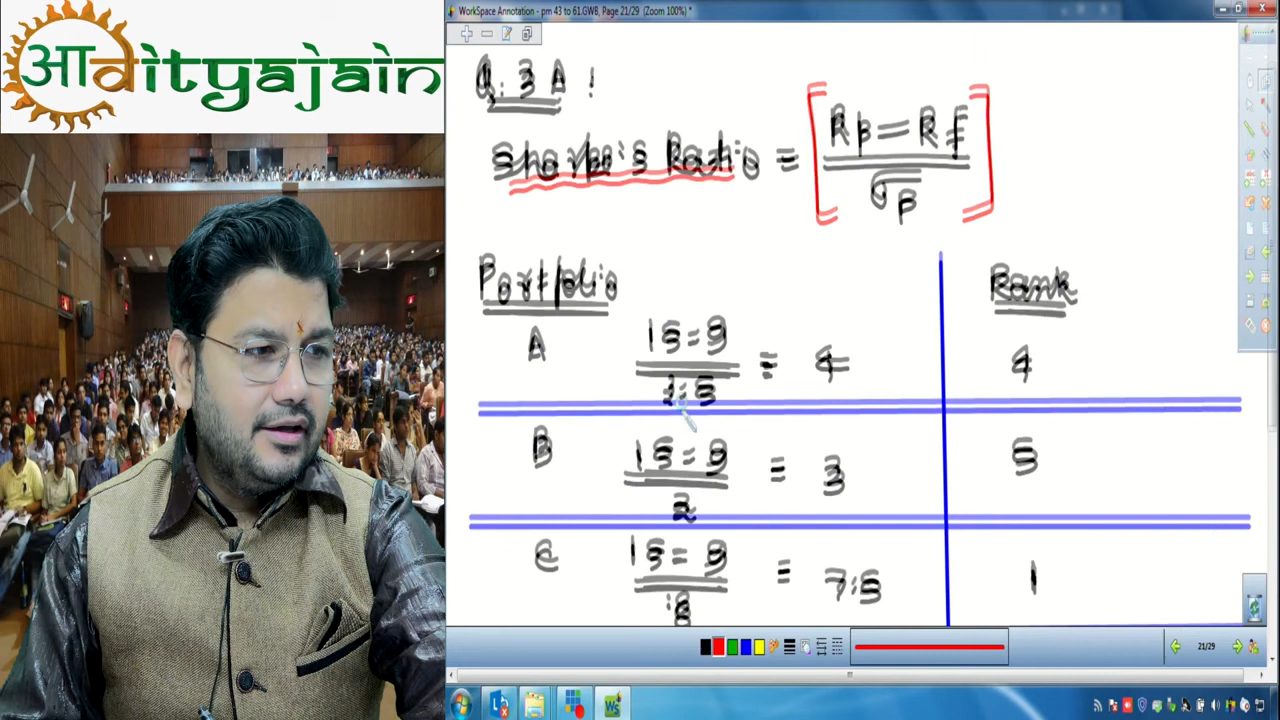 आdityajain
WorkSpace Annotation - pm 43 to 61.GWB, Page 21/29 (Zoom 100%) *
Q. 3 A :
Sharpe's Ratio = [ Rp - RF / σp ]
Portfolio Rank
A 15-9 / 1.5 = 4 4
B 15-9 / 2 = 3 5
C 15-9 / .8 = 7.5 1
21/29